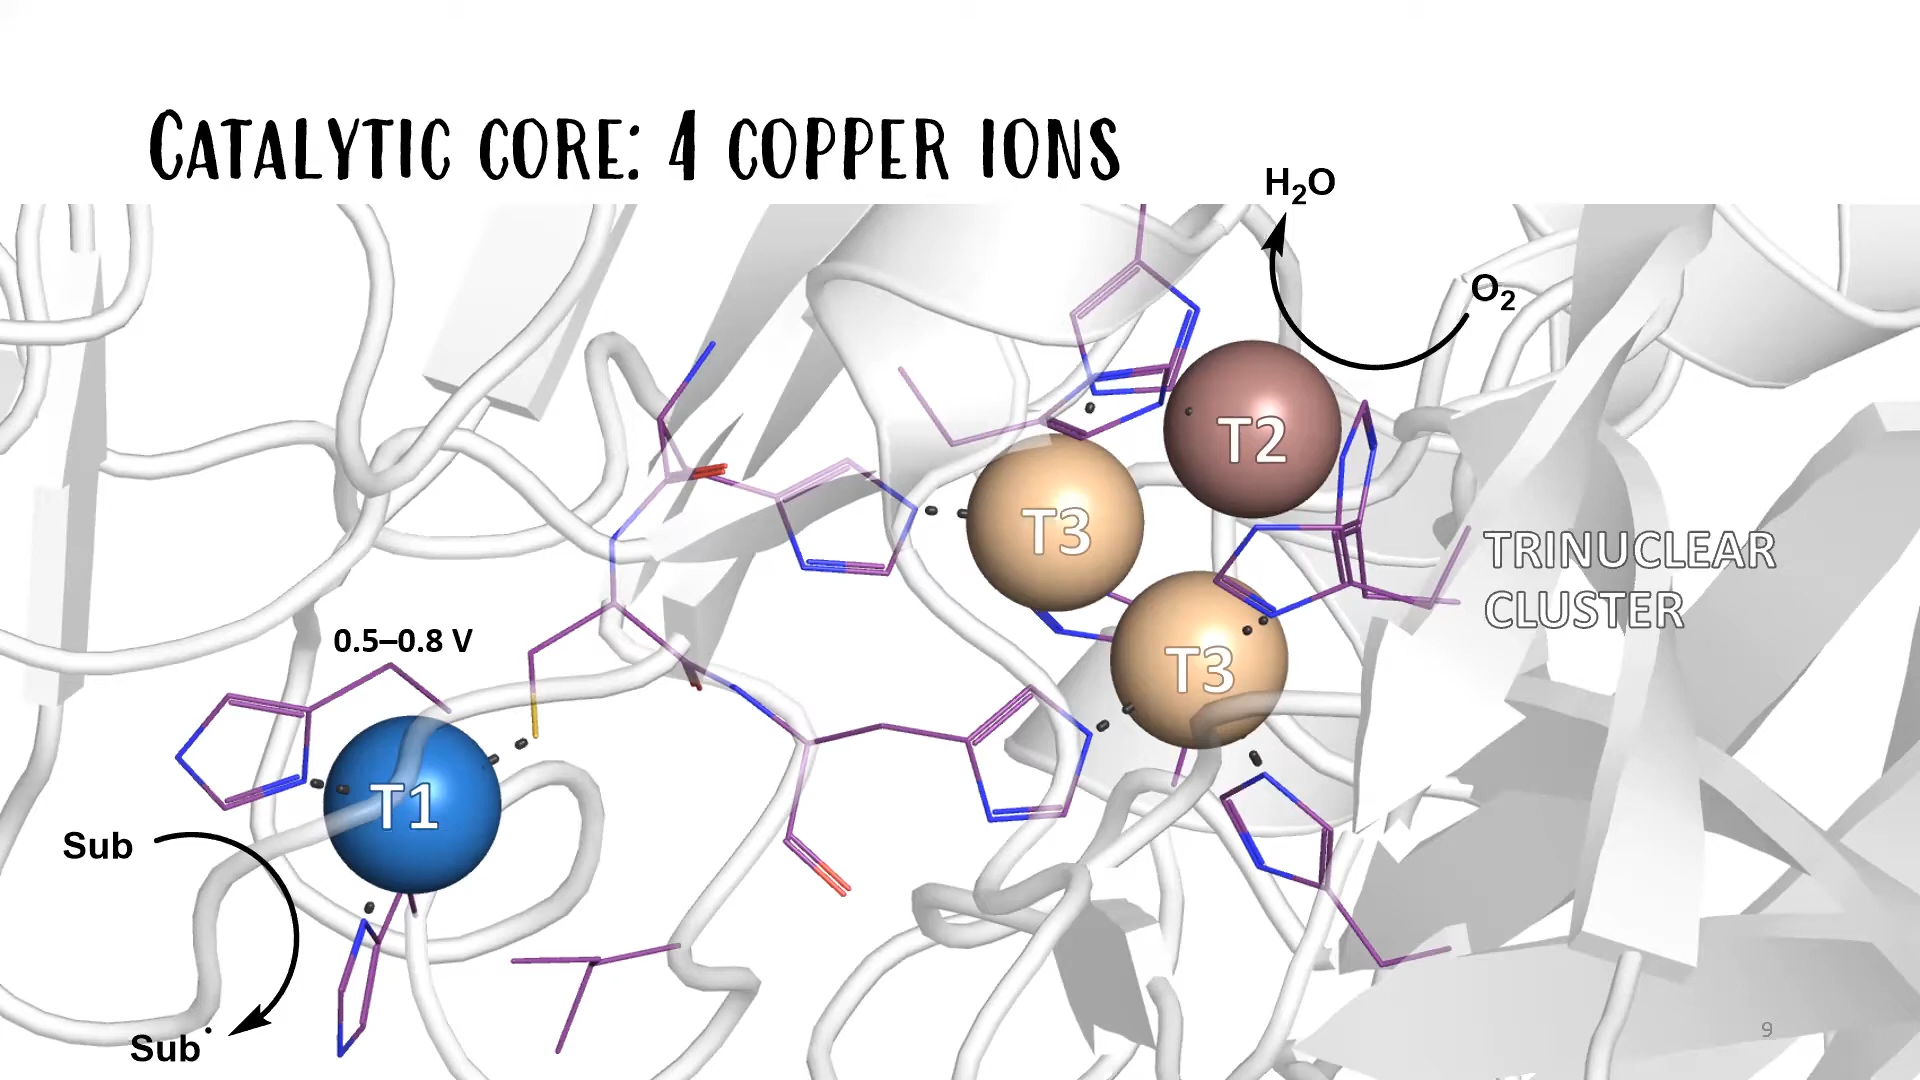 CATALYTIC CORE: 4 COPPER IONS
H₂O
O₂
T2
T3
TRINUCLEAR
CLUSTER
T3
0.5–0.8 V
T1
Sub
Sub˙
9